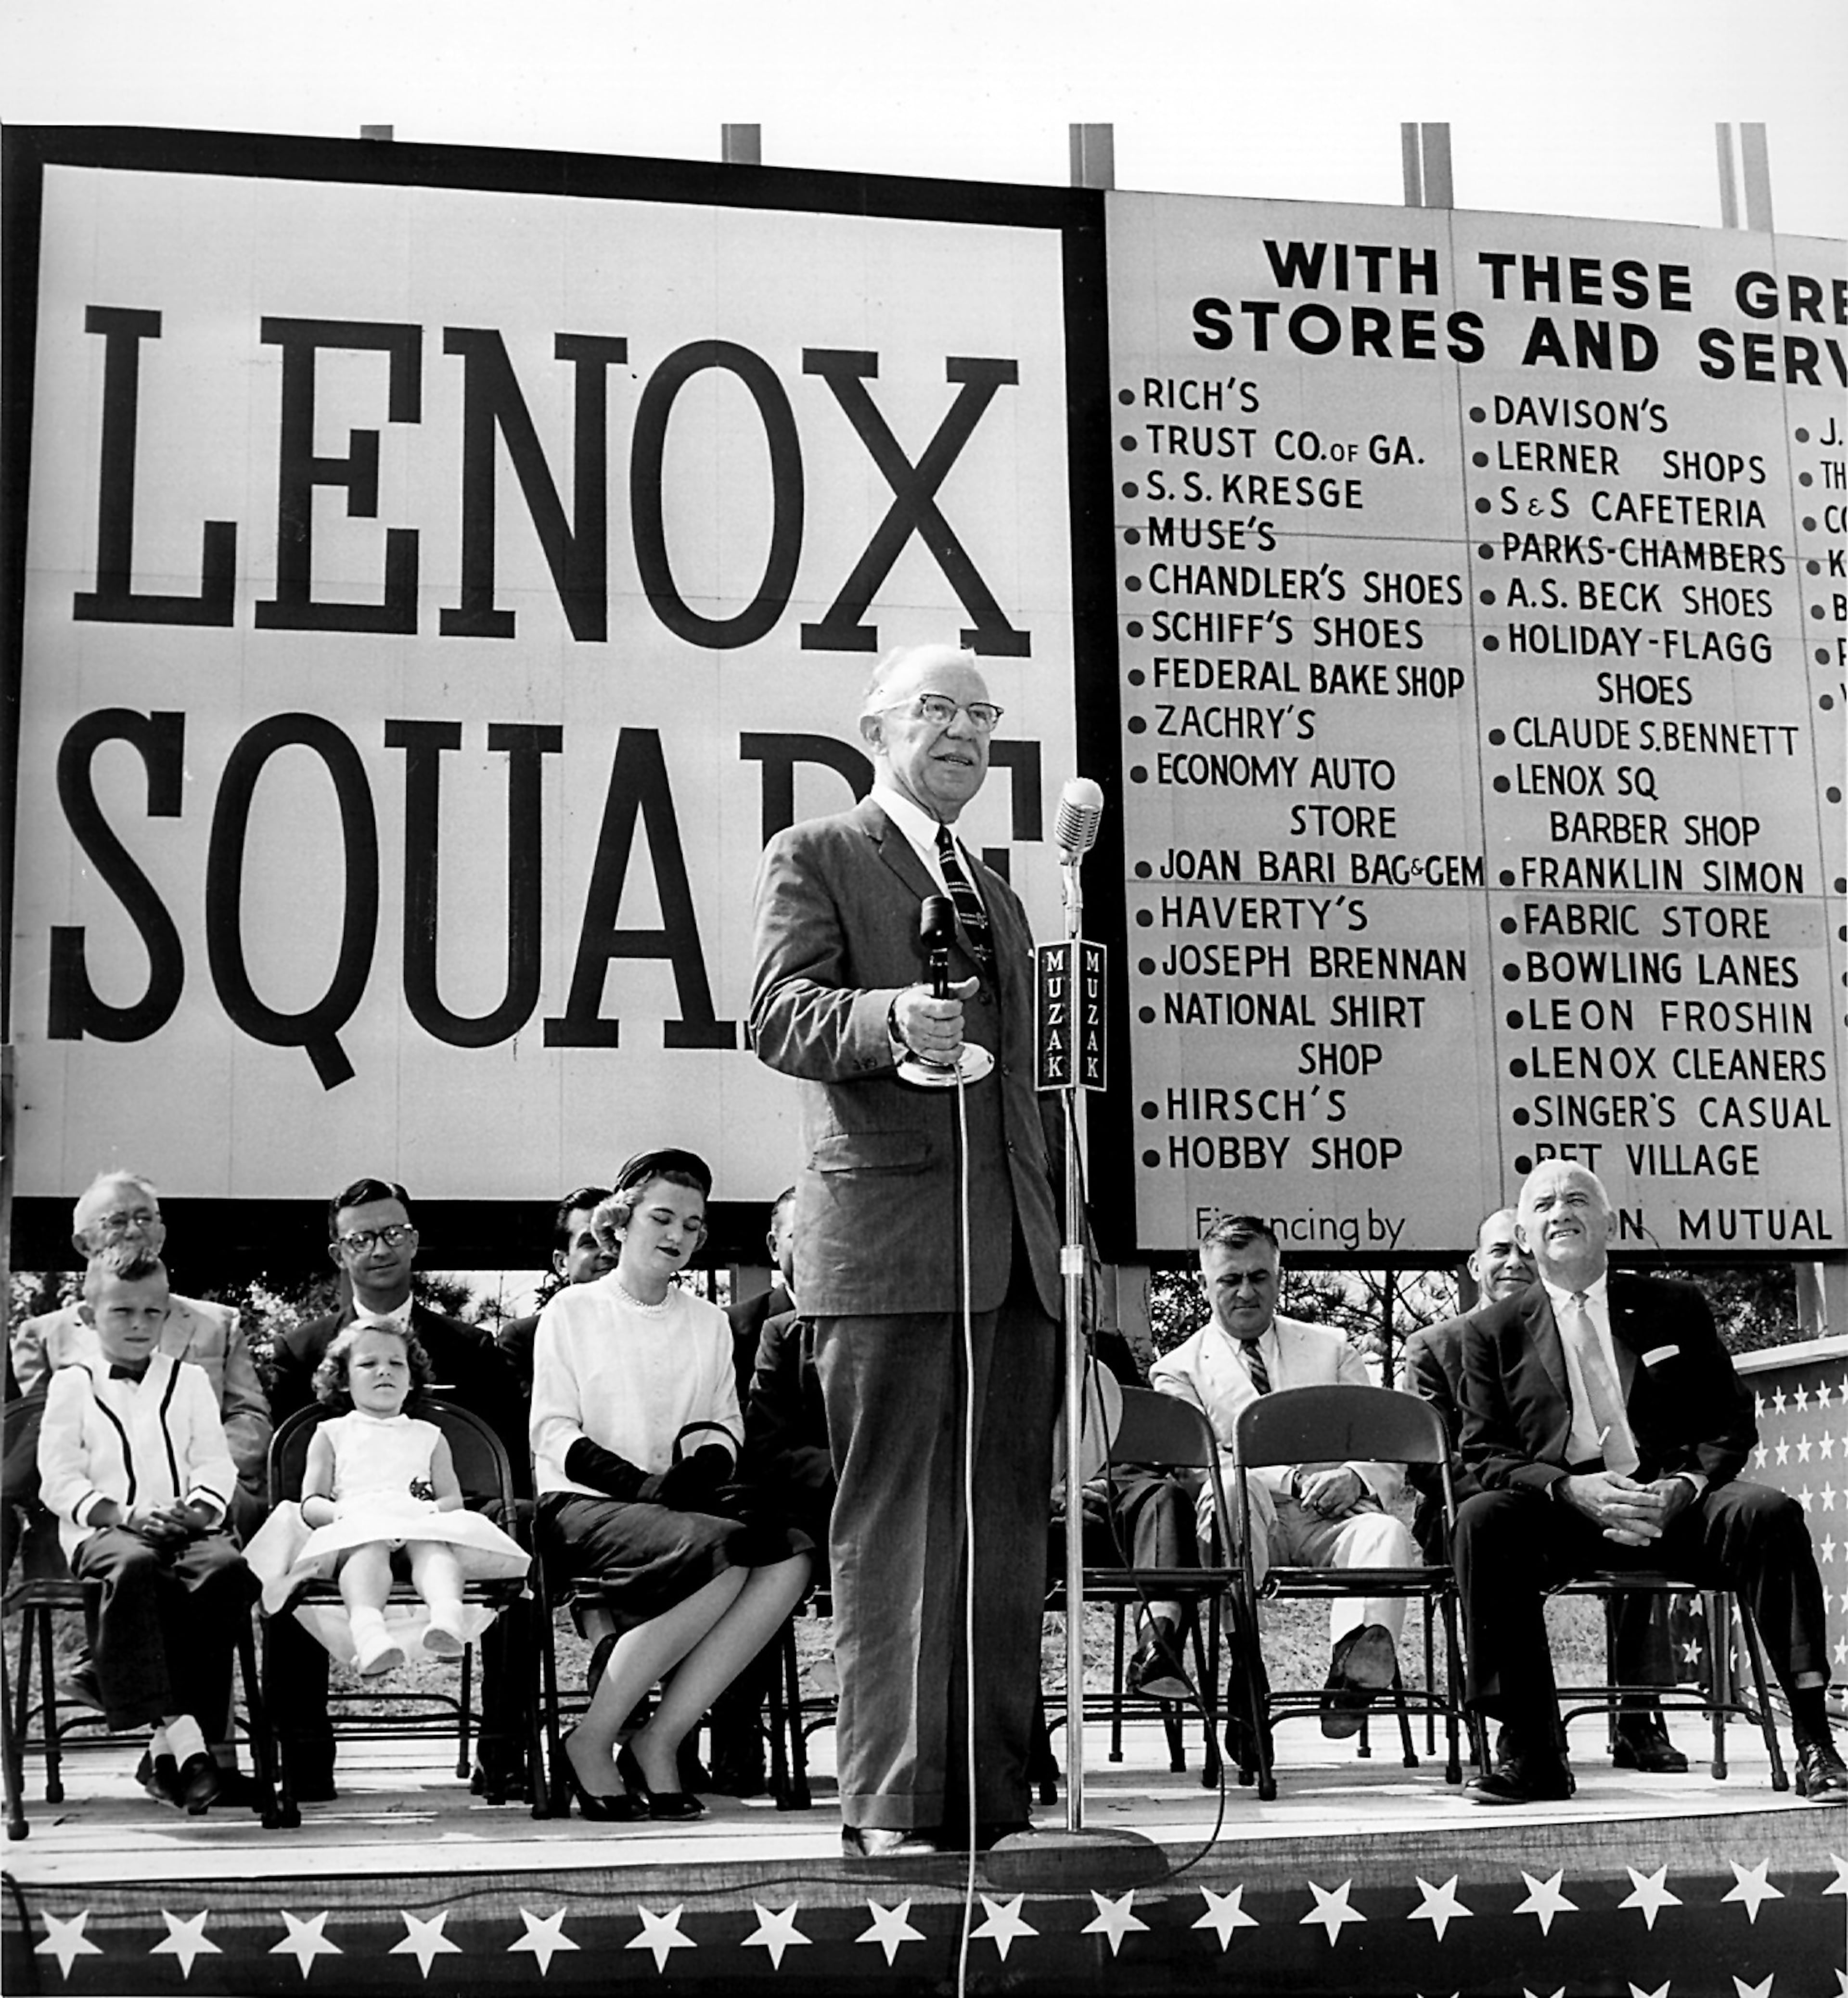 LENOX
SQUARE
WITH THESE
STORES AND
RICH'S
TRUST CO. OF GA.
S. S. KRESGE
MUSE'S
CHANDLER'S SHOES
SCHIFF'S SHOES
FEDERAL BAKE SHOP
ZACHRY'S
ECONOMY AUTO
STORE
JOAN BARI BAG & GEM
HAVERTY'S
JOSEPH BRENNAN
NATIONAL SHIRT
SHOP
HIRSCH'S
HOBBY SHOP
DAVISON'S
LERNER SHOPS
S & S CAFETERIA
PARKS-CHAMBERS
A.S. BECK SHOES
HOLIDAY-FLAGG
SHOES
CLAUDE S. BENNETT
LENOX SQ
BARBER SHOP
FRANKLIN SIMON
FABRIC STORE
BOWLING LANES
LEON FROSHIN
LENOX CLEANERS
SINGER'S CASUAL
PET VILLAGE
Financing by MUTUAL
MUZAK
MUZAK